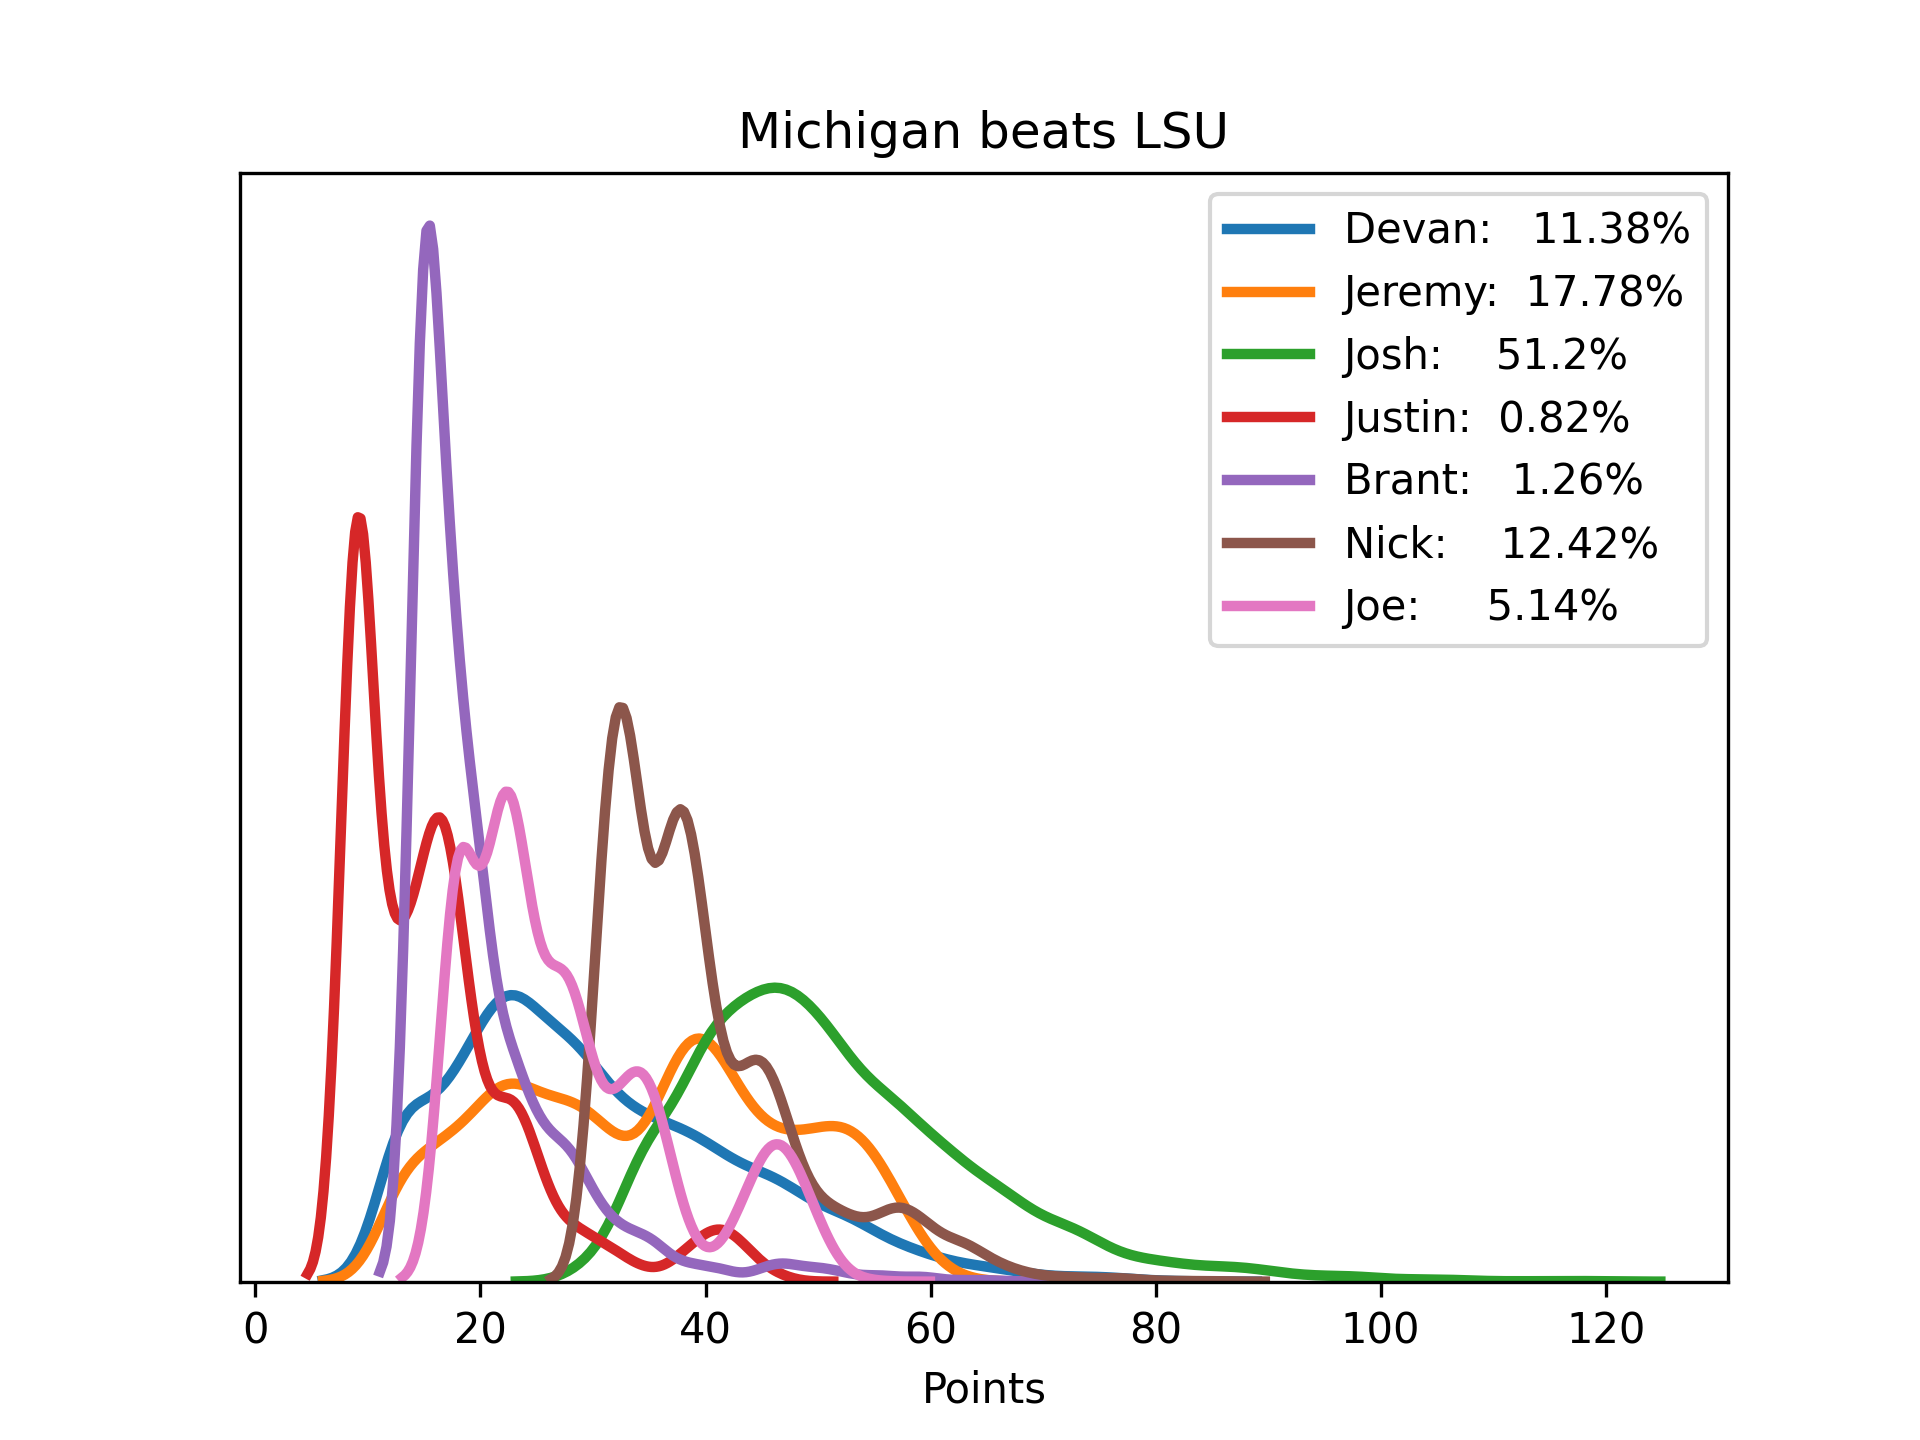 Michigan beats LSU
Devan: 11.38%
Jeremy: 17.78%
Josh: 51.2%
Justin: 0.82%
Brant: 1.26%
Nick: 12.42%
Joe: 5.14%
0 20 40 60 80 100 120
Points